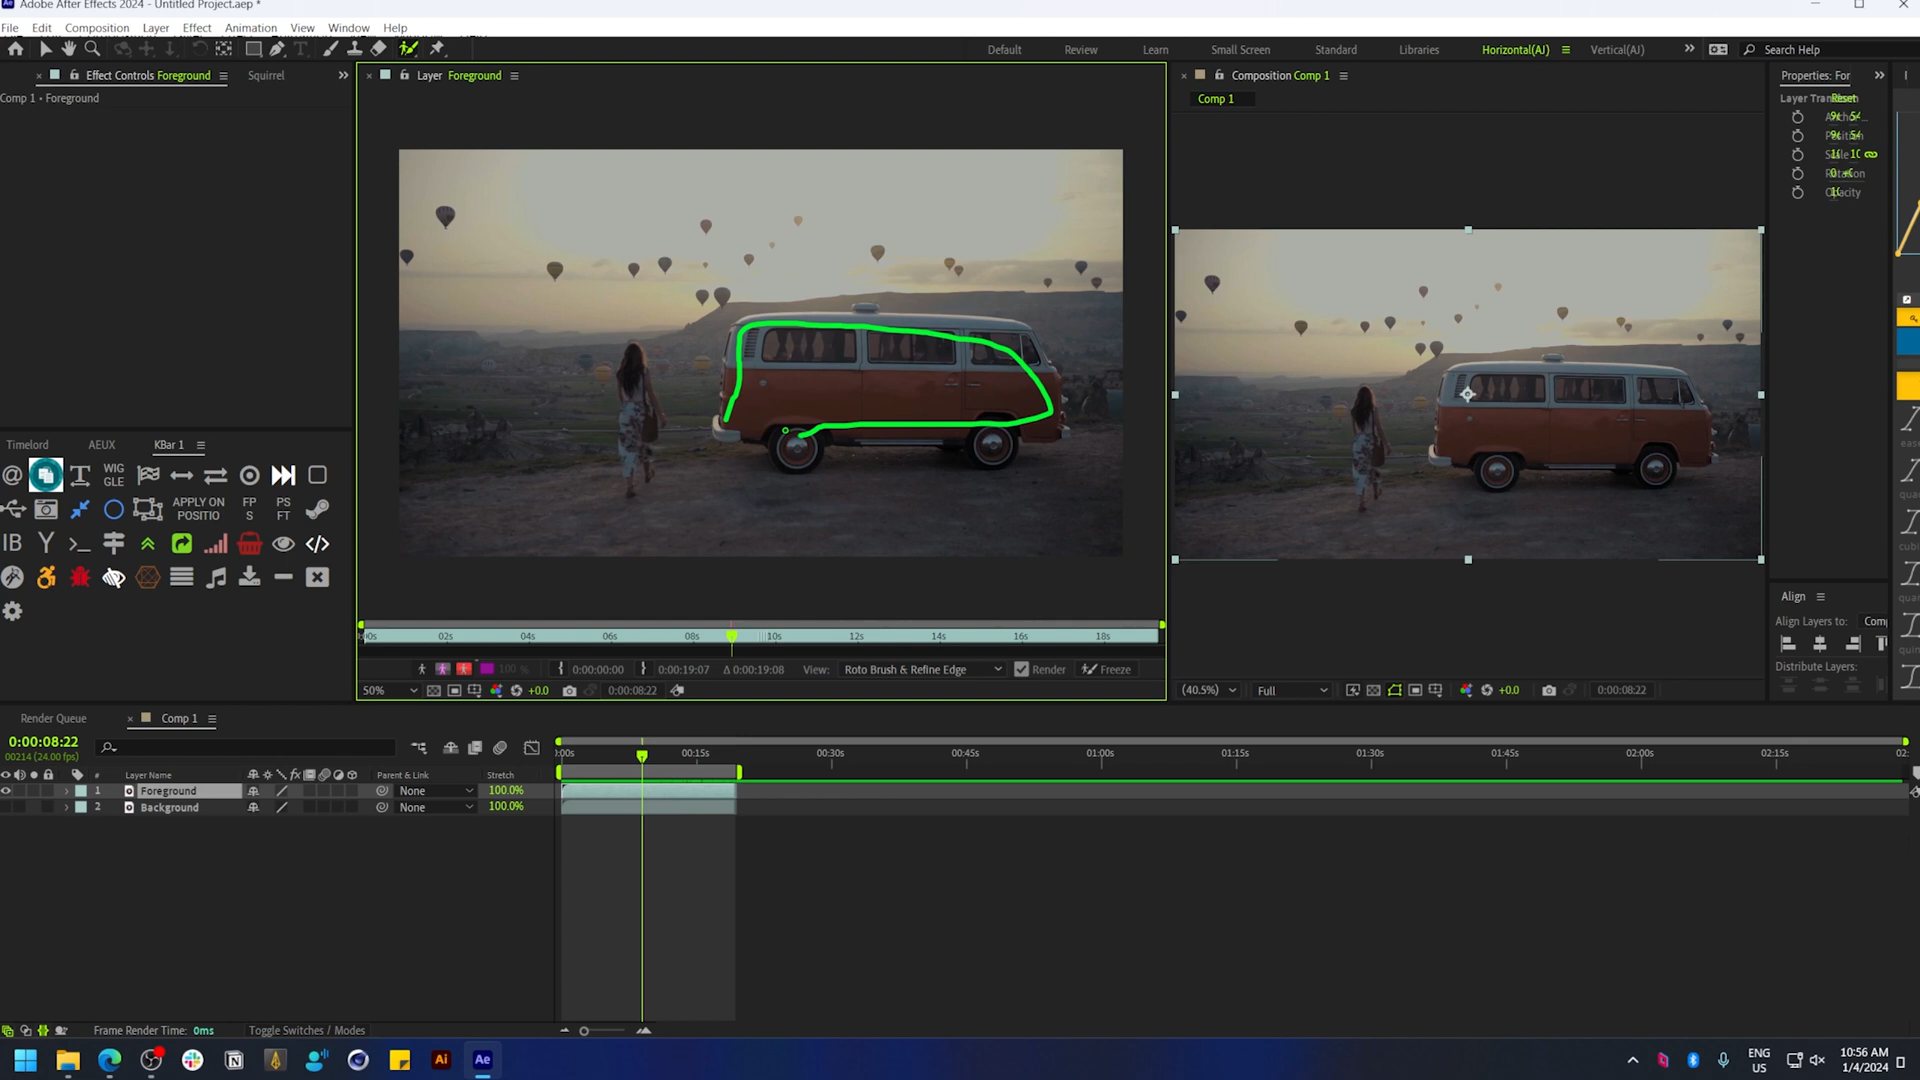 Adobe After Effects 2024 - Untitled Project.aep *
File Edit Composition Layer Effect Animation View Window Help
Default Review Learn Small Screen Standard Libraries Horizontal(AJ) Vertical(AJ) Search Help
Effect Controls Foreground Squirrel
Comp 1 • Foreground
Layer Foreground
Composition Comp 1
Comp 1
Properties: For
Reset
Position
Rotation
Opacity
Timelord AEUX KBar 1
WIG
GLE
APPLY ON
POSITIO
FP
S
PS
FT
IB
02s 04s 06s 08s 10s 12s 14s 16s 18s
100 % 0:00:00:00 0:00:19:07 Δ 0:00:19:08 View: Roto Brush & Refine Edge Render Freeze
50% +0.0 0:00:08:22
(40.5%) Full +0.0 0:00:08:22
Align
Align Layers to: Comp
Distribute Layers:
Render Queue Comp 1
0:00:08:22
00214 (24.00 fps)
:00s 00:15s 00:30s 00:45s 01:00s 01:15s 01:30s 01:45s 02:00s 02:15s 02:
# Layer Name Parent & Link Stretch
1 Foreground None 100.0%
2 Background None 100.0%
Frame Render Time: 0ms Toggle Switches / Modes
Ai Ae
ENG
US
10:56 AM
1/4/2024